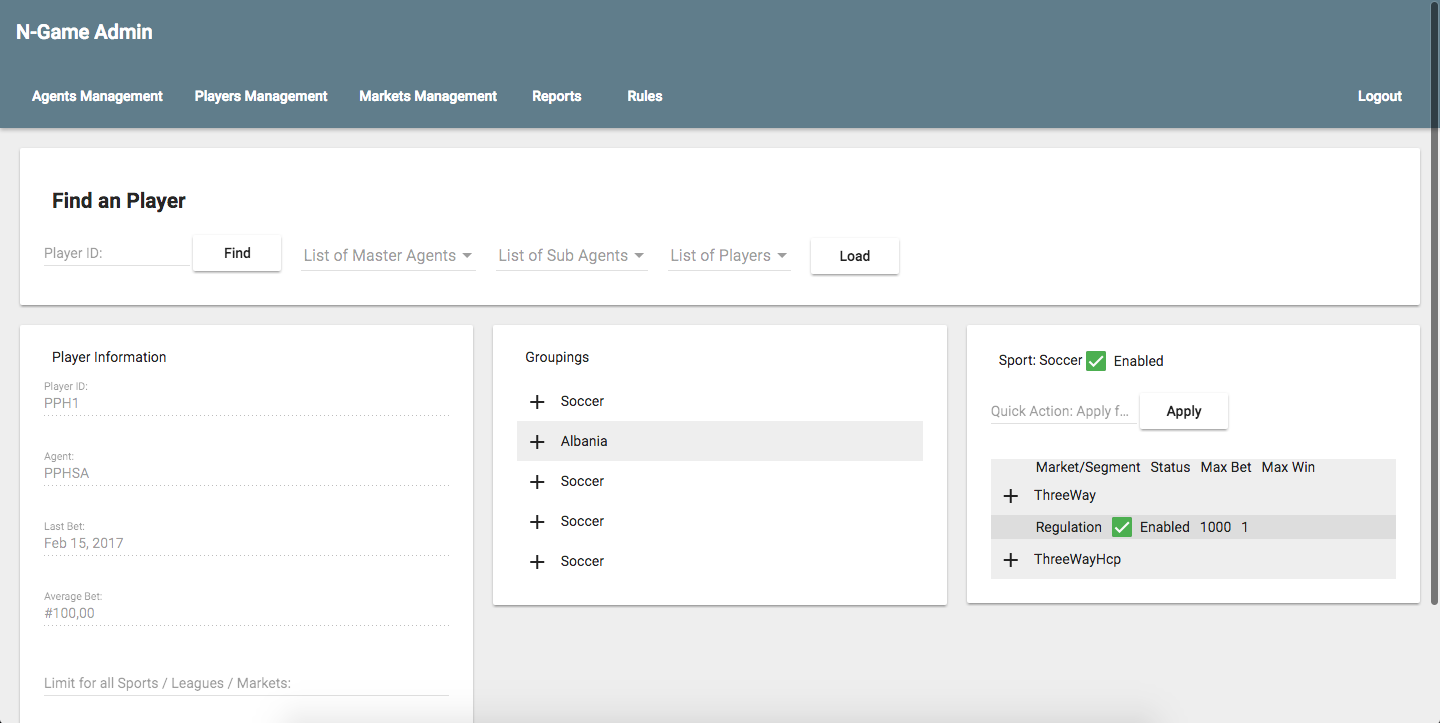 N-Game Admin
Agents Management Players Management Markets Management Reports Rules Logout
Find an Player
Player ID: Find List of Master Agents List of Sub Agents List of Players Load
Player Information
Player ID:
PPH1
Agent:
PPHSA
Last Bet:
Feb 15, 2017
Average Bet:
#100,00
Limit for all Sports / Leagues / Markets:
Groupings
Soccer
Albania
Soccer
Soccer
Soccer
Sport: Soccer Enabled
Quick Action: Apply f... Apply
Market/Segment Status Max Bet Max Win
ThreeWay
Regulation Enabled 1000 1
ThreeWayHcp